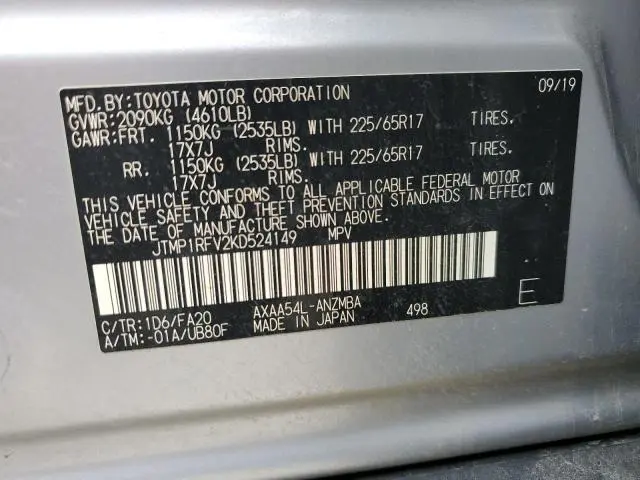 MFD.BY:TOYOTA MOTOR CORPORATION 09/19
GVWR:2090KG (4610LB)
GAWR:FRT. 1150KG (2535LB) WITH 225/65R17 TIRES.
17X7J RIMS.
RR. 1150KG (2535LB) WITH 225/65R17 TIRES.
17X7J RIMS.
THIS VEHICLE CONFORMS TO ALL APPLICABLE FEDERAL MOTOR
VEHICLE SAFETY AND THEFT PREVENTION STANDARDS IN EFFECT ON
THE DATE OF MANUFACTURE SHOWN ABOVE.
JTMP1RFV2KD524149 MPV
C/TR:1D6/FA20 AXAA54L-ANZMBA 498 E
A/TM:-01A/UB80F MADE IN JAPAN